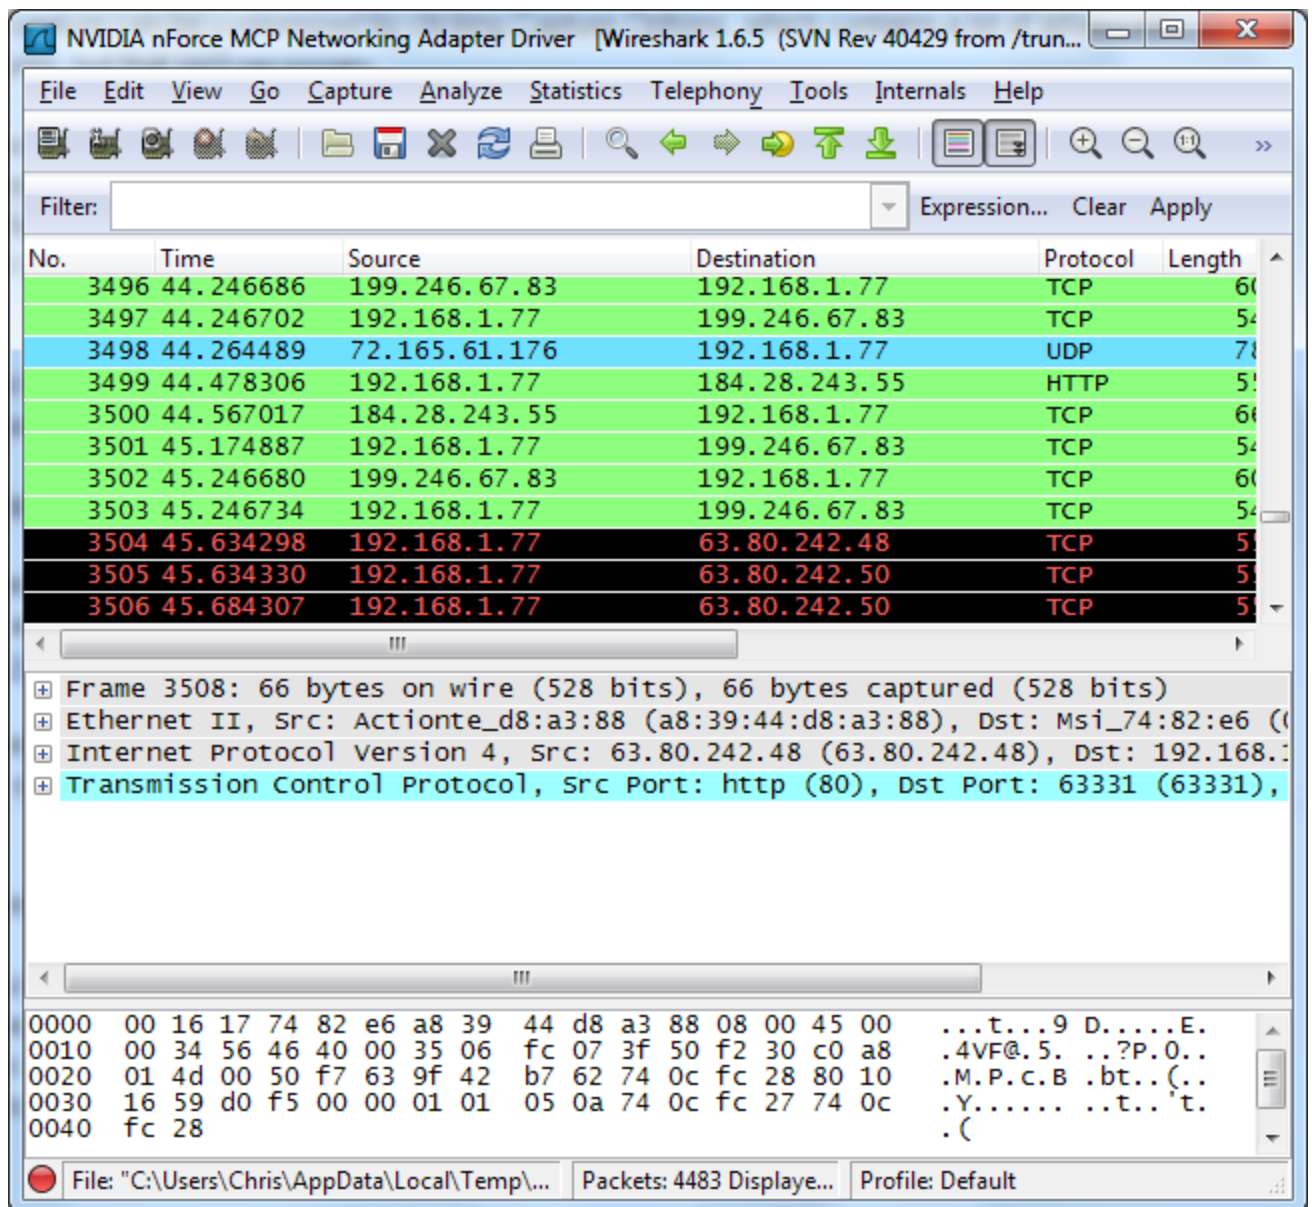 NVIDIA nForce MCP Networking Adapter Driver [Wireshark 1.6.5 (SVN Rev 40429 from /trun...
File Edit View Go Capture Analyze Statistics Telephony Tools Internals Help
Filter: Expression... Clear Apply
No. Time Source Destination Protocol Length
3496 44.246686 199.246.67.83 192.168.1.77 TCP
3497 44.246702 192.168.1.77 199.246.67.83 TCP
3498 44.264489 72.165.61.176 192.168.1.77 UDP
3499 44.478306 192.168.1.77 184.28.243.55 HTTP
3500 44.567017 184.28.243.55 192.168.1.77 TCP
3501 45.174887 192.168.1.77 199.246.67.83 TCP
3502 45.246680 199.246.67.83 192.168.1.77 TCP
3503 45.246734 192.168.1.77 199.246.67.83 TCP
3504 45.634298 192.168.1.77 63.80.242.48 TCP
3505 45.634330 192.168.1.77 63.80.242.50 TCP
3506 45.684307 192.168.1.77 63.80.242.50 TCP
Frame 3508: 66 bytes on wire (528 bits), 66 bytes captured (528 bits)
Ethernet II, Src: Actionte_d8:a3:88 (a8:39:44:d8:a3:88), Dst: Msi_74:82:e6
Internet Protocol Version 4, Src: 63.80.242.48 (63.80.242.48), Dst: 192.168.
Transmission Control Protocol, Src Port: http (80), Dst Port: 63331 (63331),
0000 00 16 17 74 82 e6 a8 39 44 d8 a3 88 08 00 45 00 ...t...9 D.....E.
0010 00 34 56 46 40 00 35 06 fc 07 3f 50 f2 30 c0 a8 .4VF@.5. ..?P.0..
0020 01 4d 00 50 f7 63 9f 42 b7 62 74 0c fc 28 80 10 .M.P.c.B .bt..(..
0030 16 59 d0 f5 00 00 01 01 05 0a 74 0c fc 27 74 0c .Y...... ..t..'t.
0040 fc 28 .(
File: "C:\Users\Chris\AppData\Local\Temp\... Packets: 4483 Displaye... Profile: Default